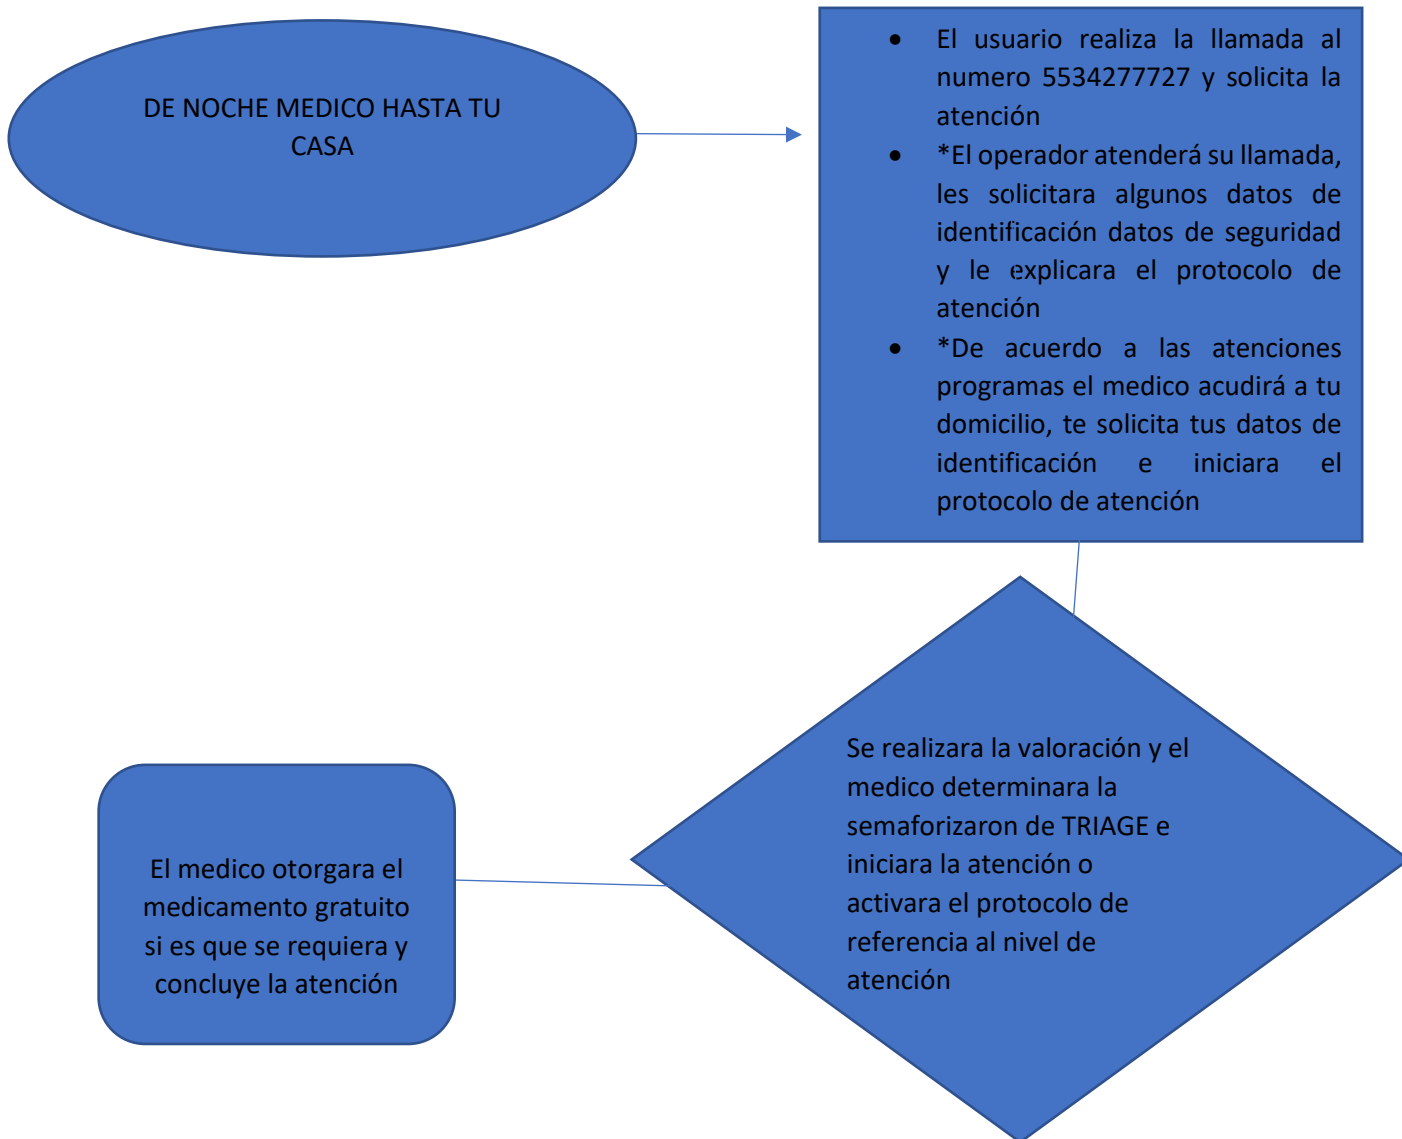 DE NOCHE MEDICO HASTA TU
CASA
• El usuario realiza la llamada al
numero 5534277727 y solicita la
atención
• *El operador atenderá su llamada,
les solicitara algunos datos de
identificación datos de seguridad
y le explicara el protocolo de
atención
• *De acuerdo a las atenciones
programas el medico acudirá a tu
domicilio, te solicita tus datos de
identificación e iniciara el
protocolo de atención
Se realizara la valoración y el
medico determinara la
semaforizaron de TRIAGE e
iniciara la atención o
activara el protocolo de
referencia al nivel de
atención
El medico otorgara el
medicamento gratuito
si es que se requiera y
concluye la atención